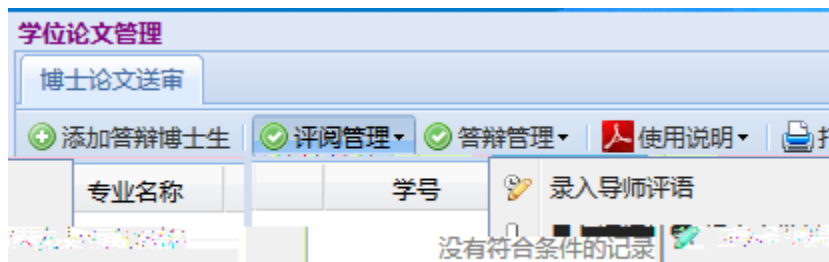 学位论文管理
博士论文送审
添加答辩博士生 评阅管理 答辩管理 使用说明
专业名称 学号 录入导师评语
没有符合条件的记录